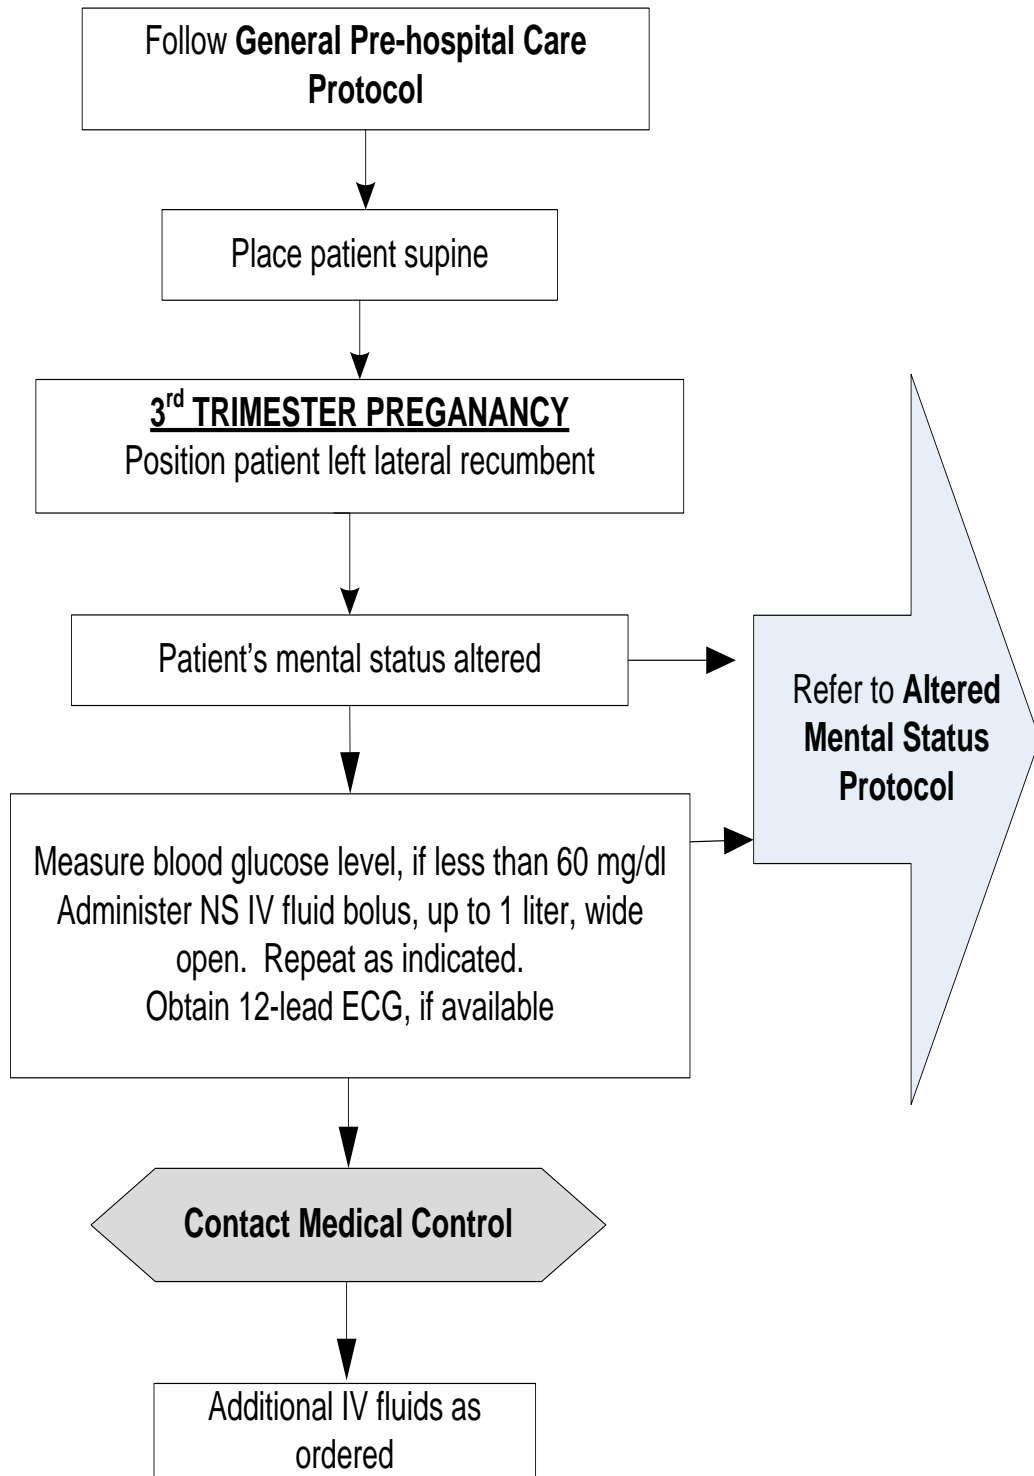 Follow General Pre-hospital Care
Protocol
Place patient supine
3rd TRIMESTER PREGANANCY
Position patient left lateral recumbent
Patient's mental status altered
Refer to Altered
Mental Status
Protocol
Measure blood glucose level, if less than 60 mg/dl
Administer NS IV fluid bolus, up to 1 liter, wide
open.  Repeat as indicated.
Obtain 12-lead ECG, if available
Contact Medical Control
Additional IV fluids as
ordered